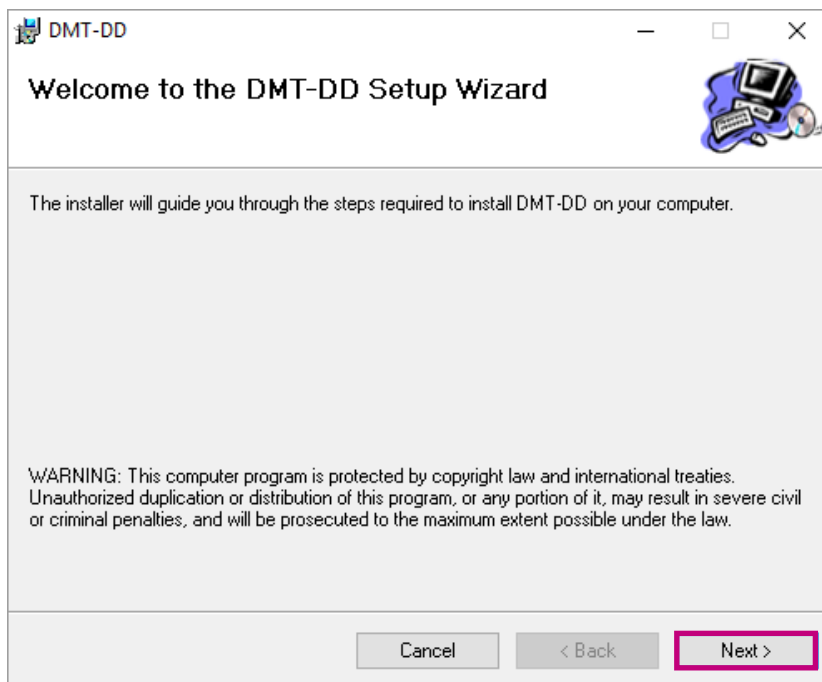 DMT-DD
Welcome to the DMT-DD Setup Wizard
The installer will guide you through the steps required to install DMT-DD on your computer.
WARNING: This computer program is protected by copyright law and international treaties.
Unauthorized duplication or distribution of this program, or any portion of it, may result in severe civil
or criminal penalties, and will be prosecuted to the maximum extent possible under the law.
Cancel < Back Next >